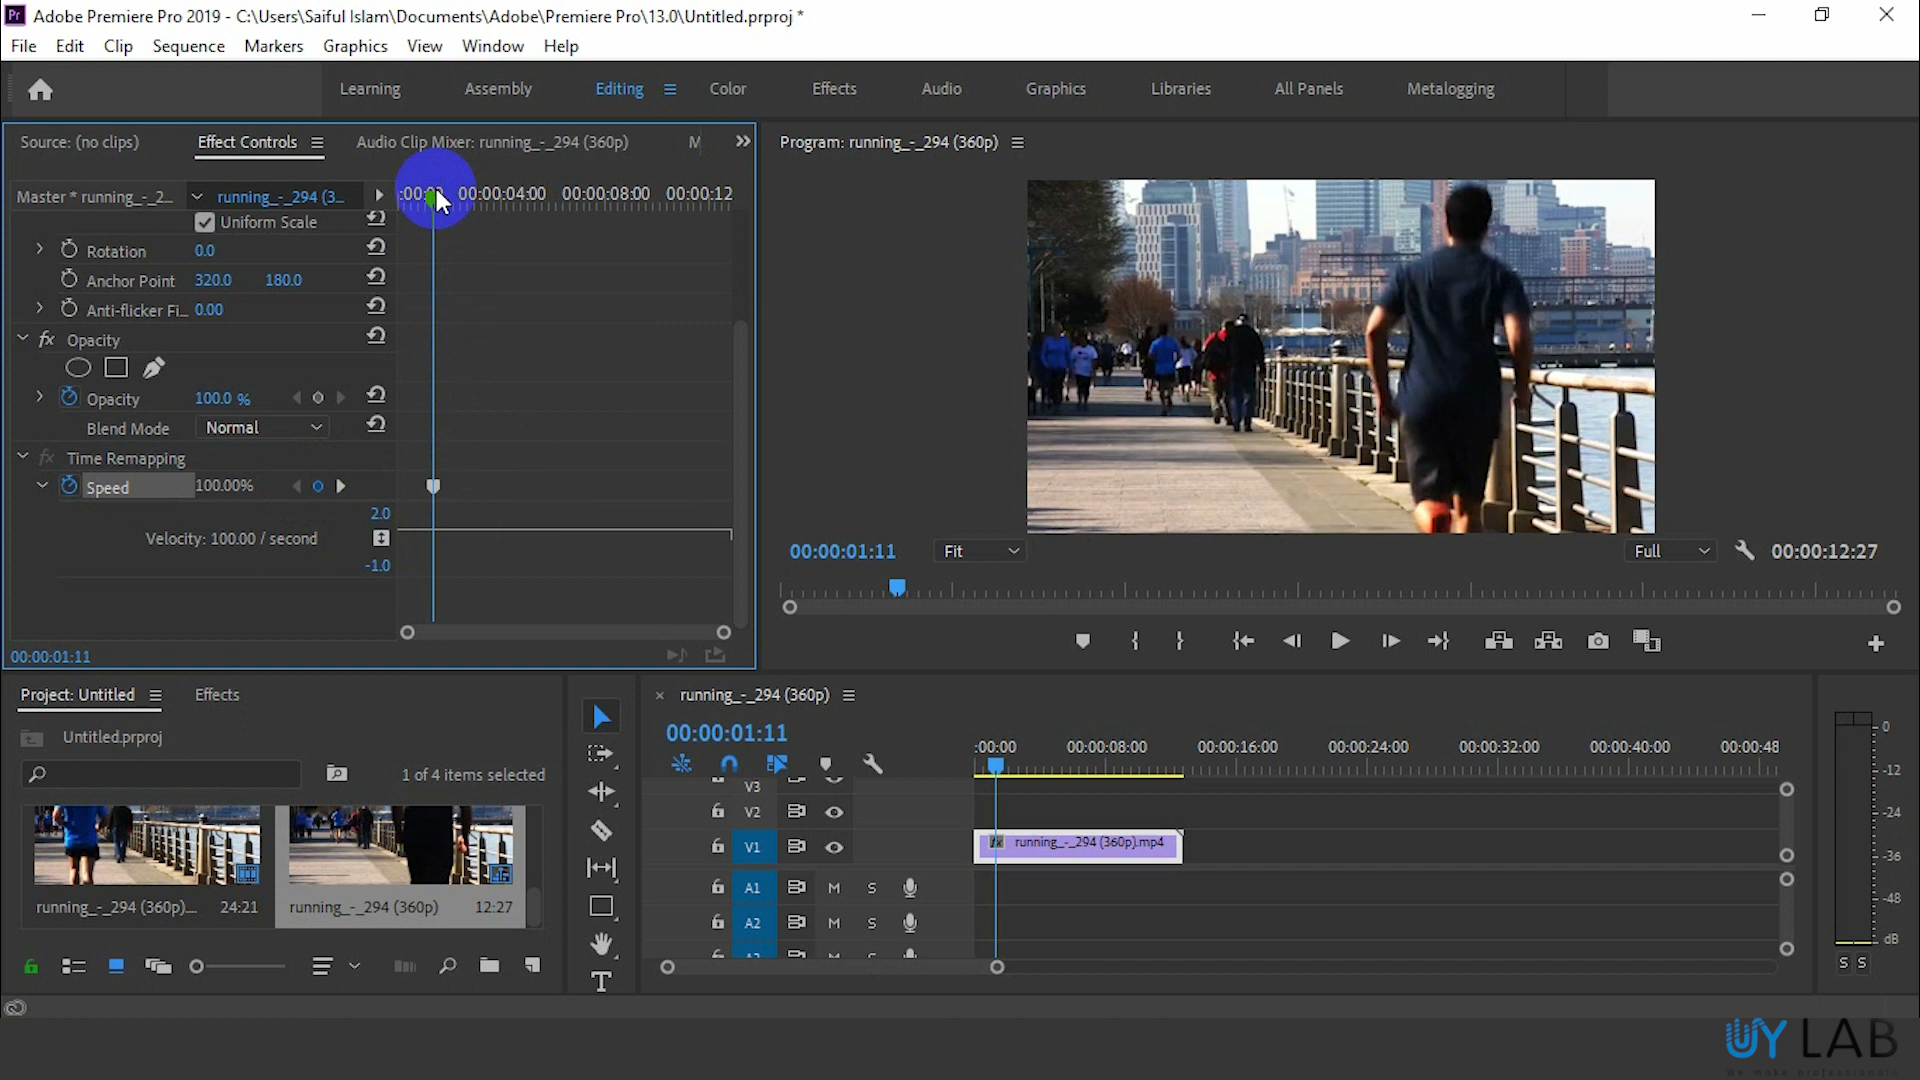 Adobe Premiere Pro 2019 - C:\Users\Saiful Islam\Documents\Adobe\Premiere Pro\13.0\Untitled.prproj *
File Edit Clip Sequence Markers Graphics View Window Help
Learning Assembly Editing Color Effects Audio Graphics Libraries All Panels Metalogging
Source: (no clips) Effect Controls Audio Clip Mixer: running_-_294 (360p) M
Program: running_-_294 (360p)
Master * running_-_2... running_-_294 (3... 00:00:04:00 00:00:08:00 00:00:12
Uniform Scale
Rotation 0.0
Anchor Point 320.0 180.0
Anti-flicker Fi... 0.00
fx Opacity
Opacity 100.0 %
Blend Mode Normal
fx Time Remapping
Speed 100.00%
2.0
Velocity: 100.00 / second
-1.0
00:00:01:11
00:00:01:11 Fit Full 00:00:12:27
Project: Untitled Effects
Untitled.prproj
1 of 4 items selected
running_-_294 (360p)... 24:21 running_-_294 (360p) 12:27
running_-_294 (360p)
00:00:01:11
:00:00 00:00:08:00 00:00:16:00 00:00:24:00 00:00:32:00 00:00:40:00 00:00:48
V3
V2
V1 fx running_-_294 (360p).mp4
A1 M S
A2 M S
0
-12
-24
-36
-48
dB
S S
UY LAB
We make professionals